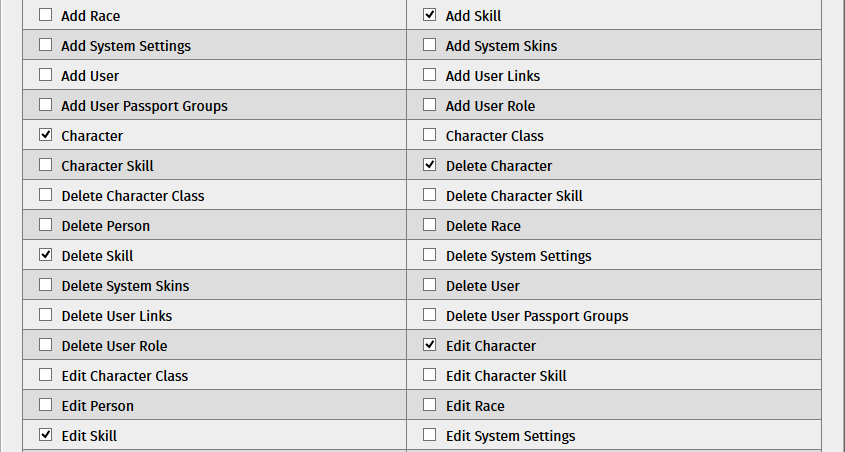 Add Race Add Skill
Add System Settings Add System Skins
Add User Add User Links
Add User Passport Groups Add User Role
Character Character Class
Character Skill Delete Character
Delete Character Class Delete Character Skill
Delete Person Delete Race
Delete Skill Delete System Settings
Delete System Skins Delete User
Delete User Links Delete User Passport Groups
Delete User Role Edit Character
Edit Character Class Edit Character Skill
Edit Person Edit Race
Edit Skill Edit System Settings